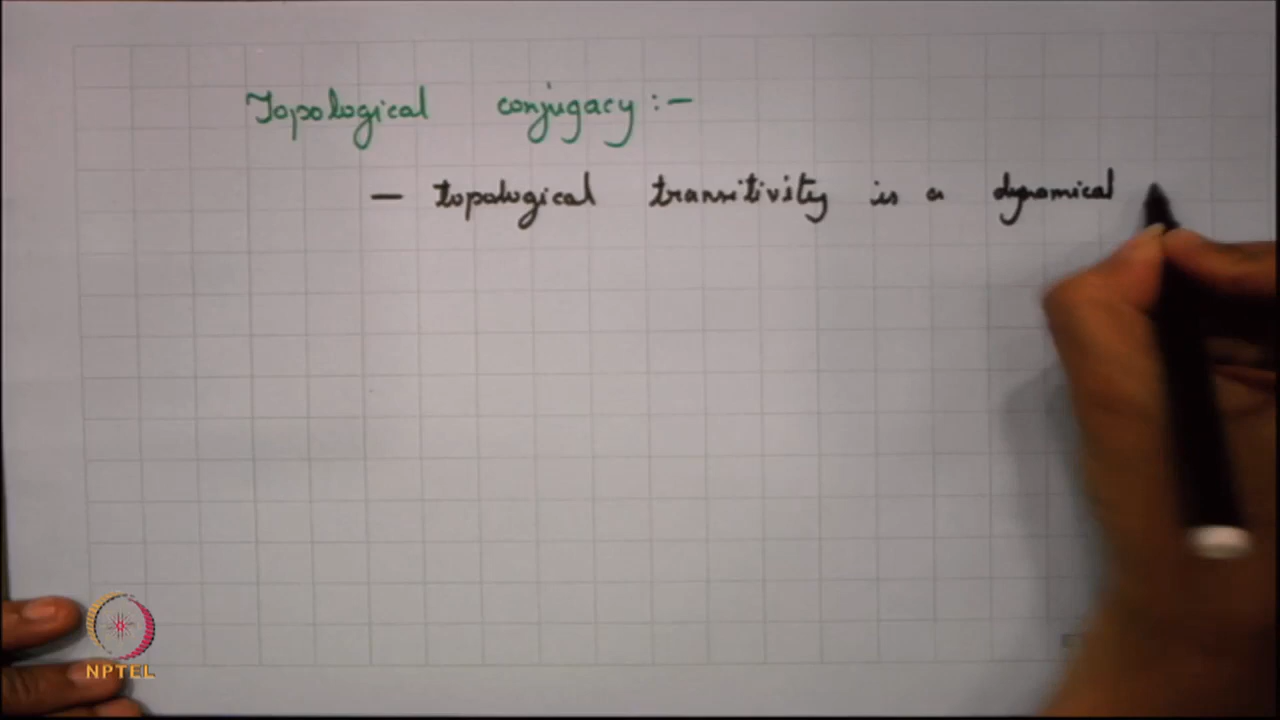 Topological conjugacy :-
— topological transitivity is a dynamical
NPTEL